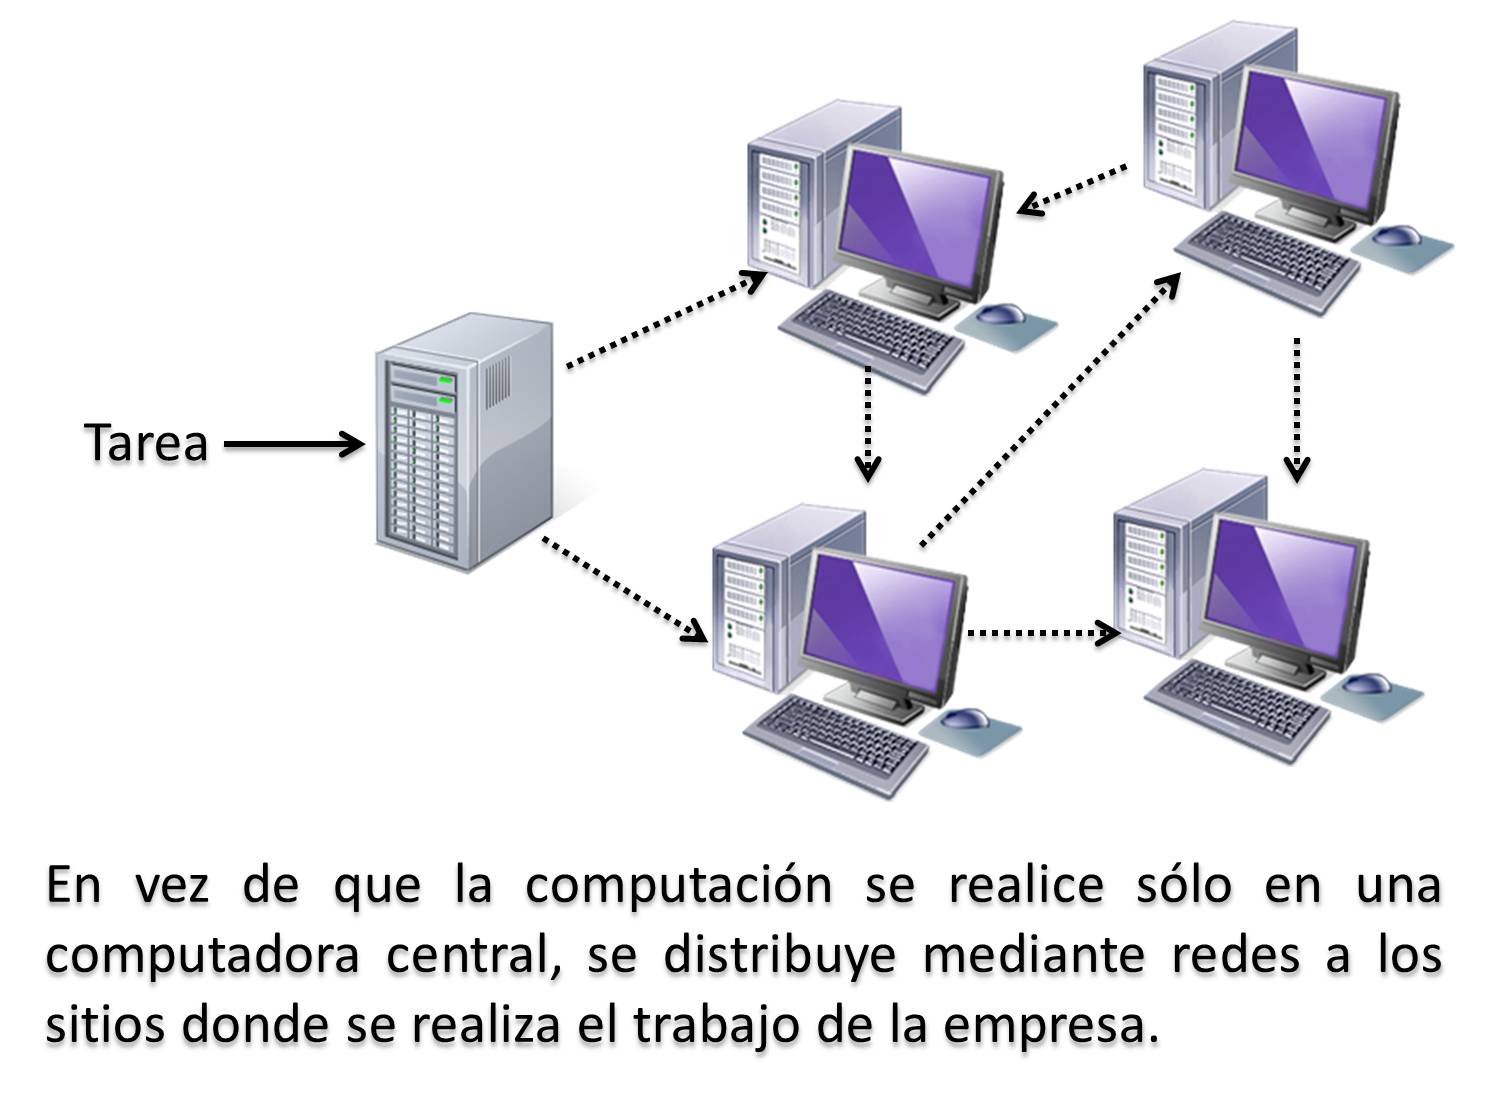 Tarea
En vez de que la computación se realice sólo en una
computadora central, se distribuye mediante redes a los
sitios donde se realiza el trabajo de la empresa.